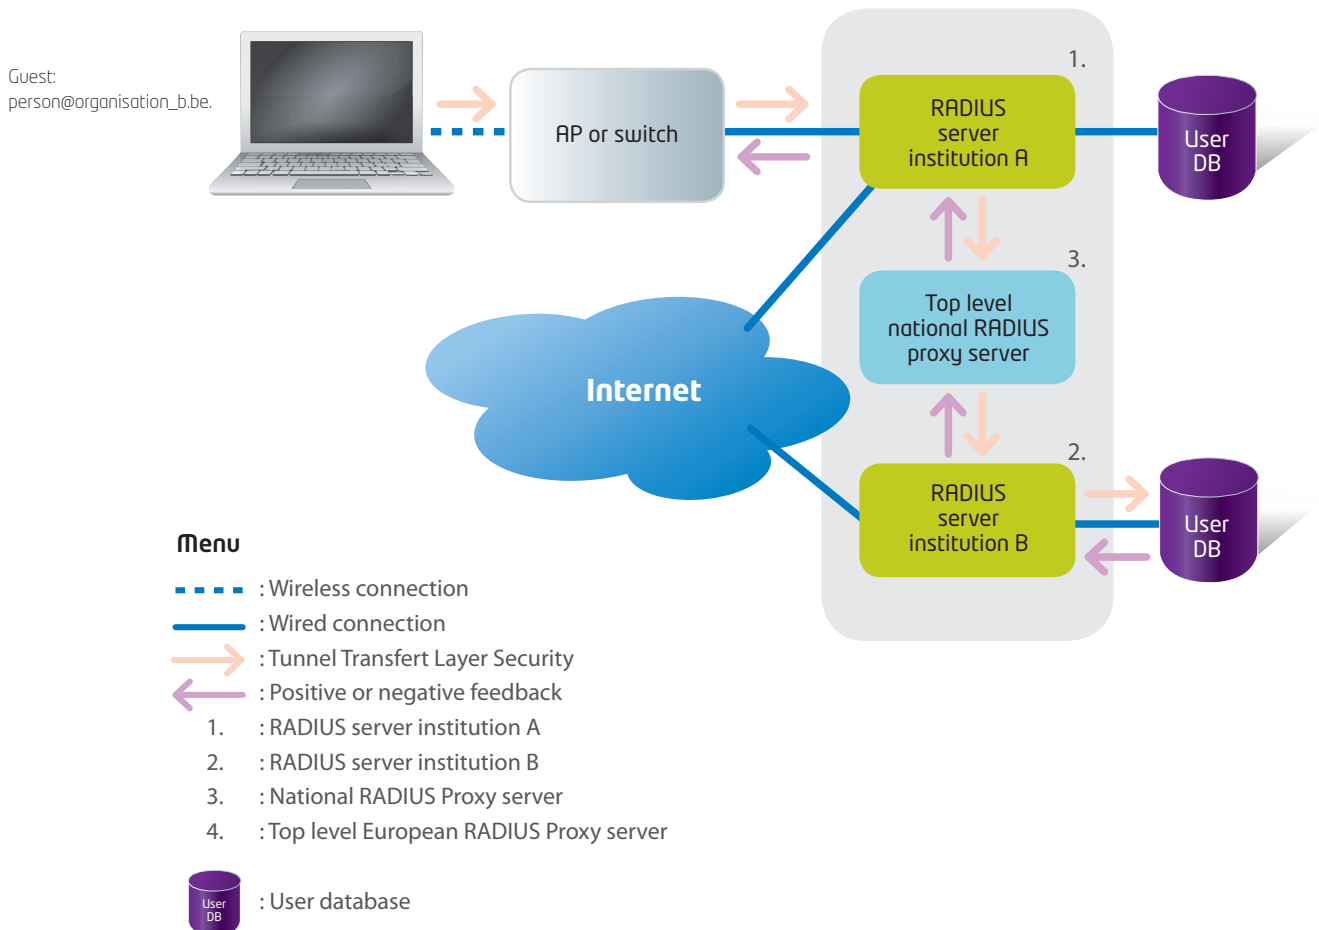 Guest:
person@organisation_b.be.
AP or switch
1.
RADIUS
server
institution A
User
DB
3.
Top level
national RADIUS
proxy server
Internet
2.
RADIUS
server
institution B
User
DB
Menu
: Wireless connection
: Wired connection
: Tunnel Transfert Layer Security
: Positive or negative feedback
1. : RADIUS server institution A
2. : RADIUS server institution B
3. : National RADIUS Proxy server
4. : Top level European RADIUS Proxy server
User
DB
: User database